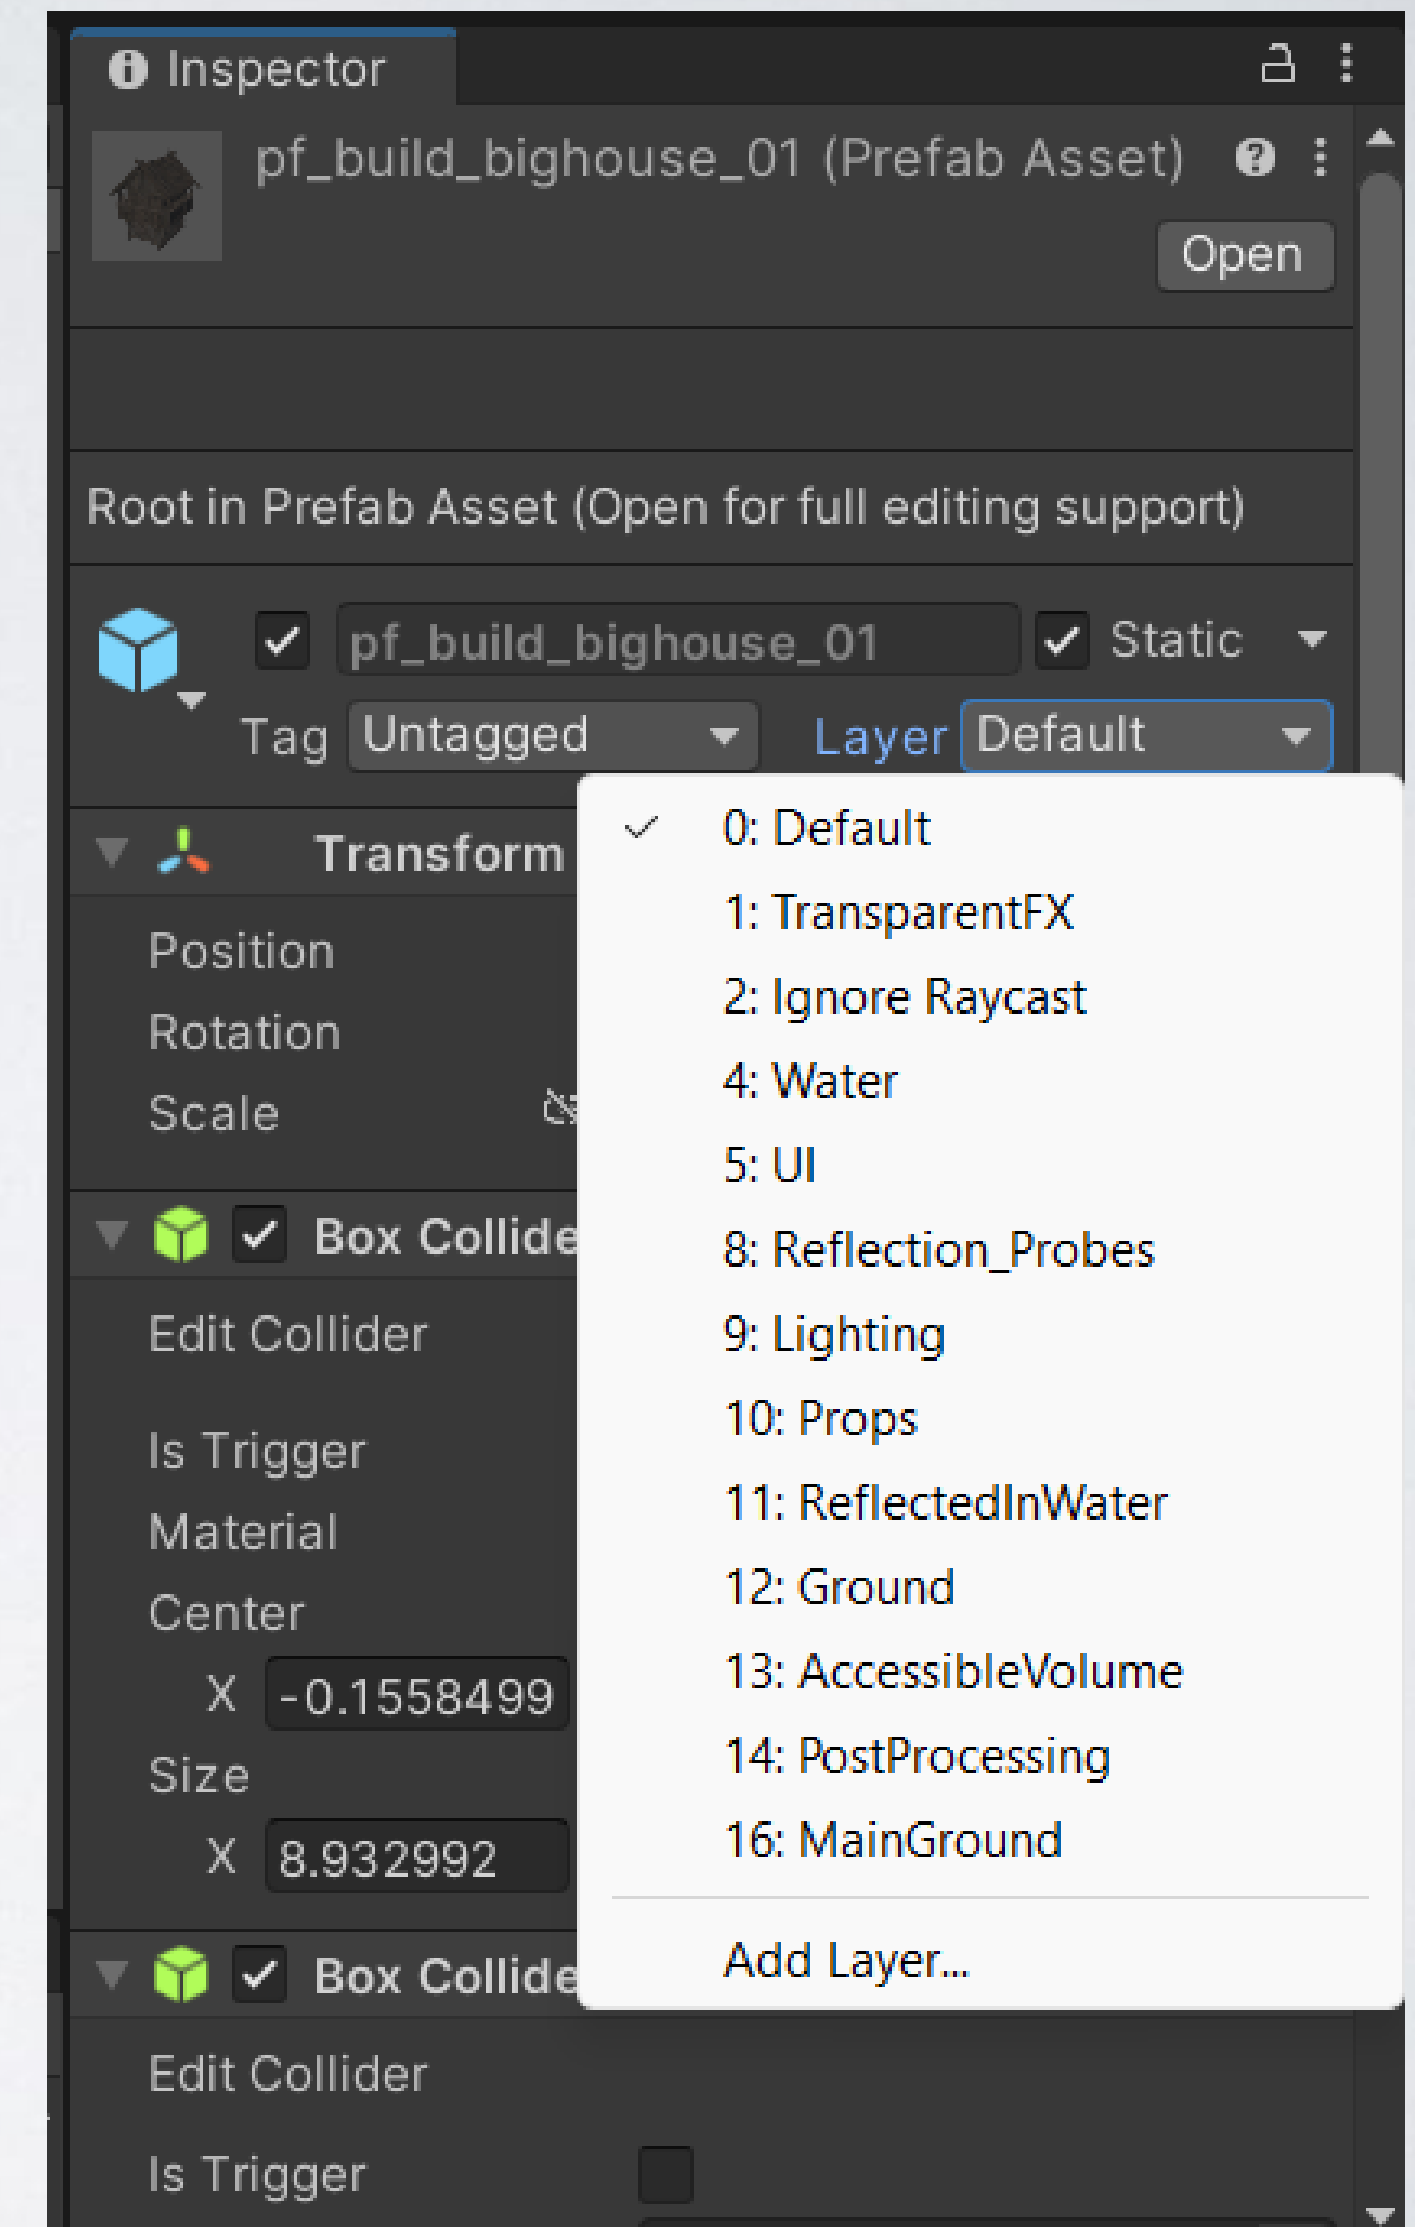 Inspector
pf_build_bighouse_01 (Prefab Asset)
Open
Root in Prefab Asset (Open for full editing support)
pf_build_bighouse_01 Static
Tag Untagged Layer Default
0: Default
Transform
1: TransparentFX
Position
2: Ignore Raycast
Rotation
4: Water
Scale
5: UI
Box Collide
8: Reflection_Probes
Edit Collider
9: Lighting
10: Props
Is Trigger
11: ReflectedInWater
Material
12: Ground
Center
13: AccessibleVolume
X -0.1558499
14: PostProcessing
Size
16: MainGround
X 8.932992
Add Layer...
Box Collide
Edit Collider
Is Trigger